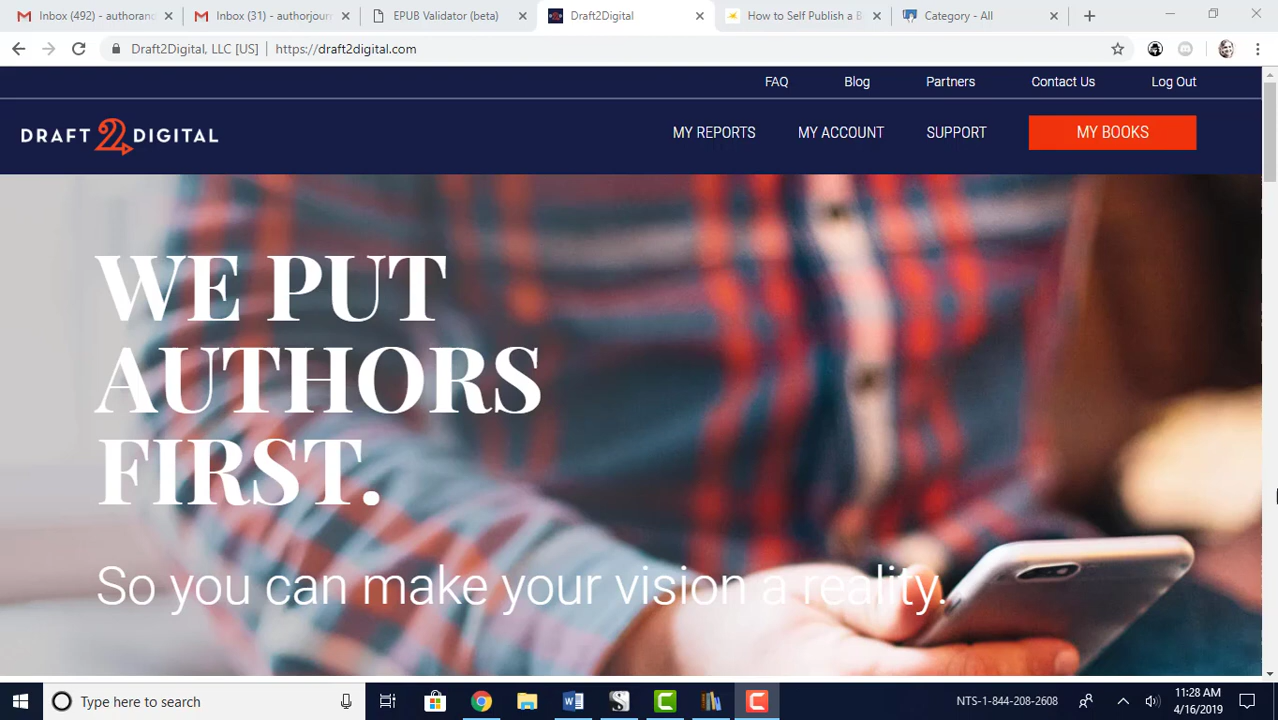 Inbox (492) - authoran
Inbox (31) - authorjour
EPUB Validator (beta)
Draft2Digital
How to Self Publish a B
Category - All
Draft2Digital, LLC [US] | https://draft2digital.com
FAQ
Blog
Partners
Contact Us
Log Out
DRAFT 2 DIGITAL
MY REPORTS
MY ACCOUNT
SUPPORT
MY BOOKS
WE PUT
AUTHORS
FIRST.
So you can make your vision a reality.
Type here to search
NTS-1-844-208-2608
11:28 AM
4/16/2019